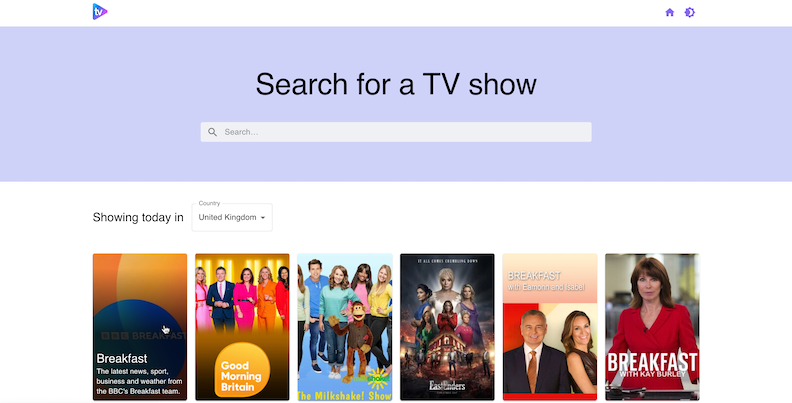 tv
Search for a TV show
Search…
Country
Showing today in
United Kingdom
BBC BREAKFAST
Breakfast
The latest news, sport,
business and weather from
the BBC's Breakfast team.
Good
Morning
Britain
The Milkshake! Show
IT ALL COMES THUNDERING DOWN
EastEnders
BREAKFAST
with Eamonn and Isabel
BREAKFAST
WITH KAY BURLEY